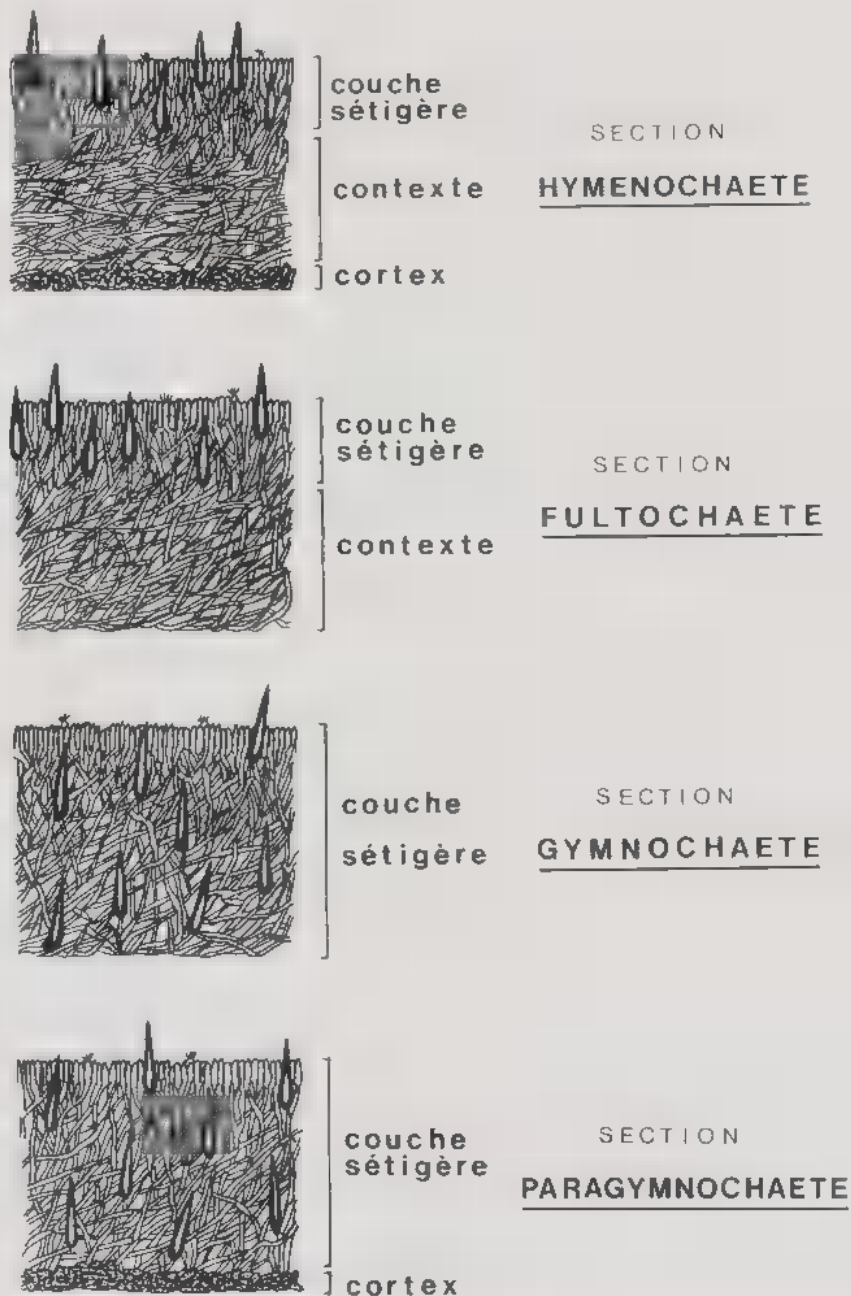 couche
sétigère
SECTION
contexte
HYMENOCHAETE
cortex
couche
sétigère
SECTION
FULTOCHAETE
contexte
couche
SECTION
sétigère
GYMNOCHAETE
couche
sétigère
SECTION
PARAGYMNOCHAETE
cortex